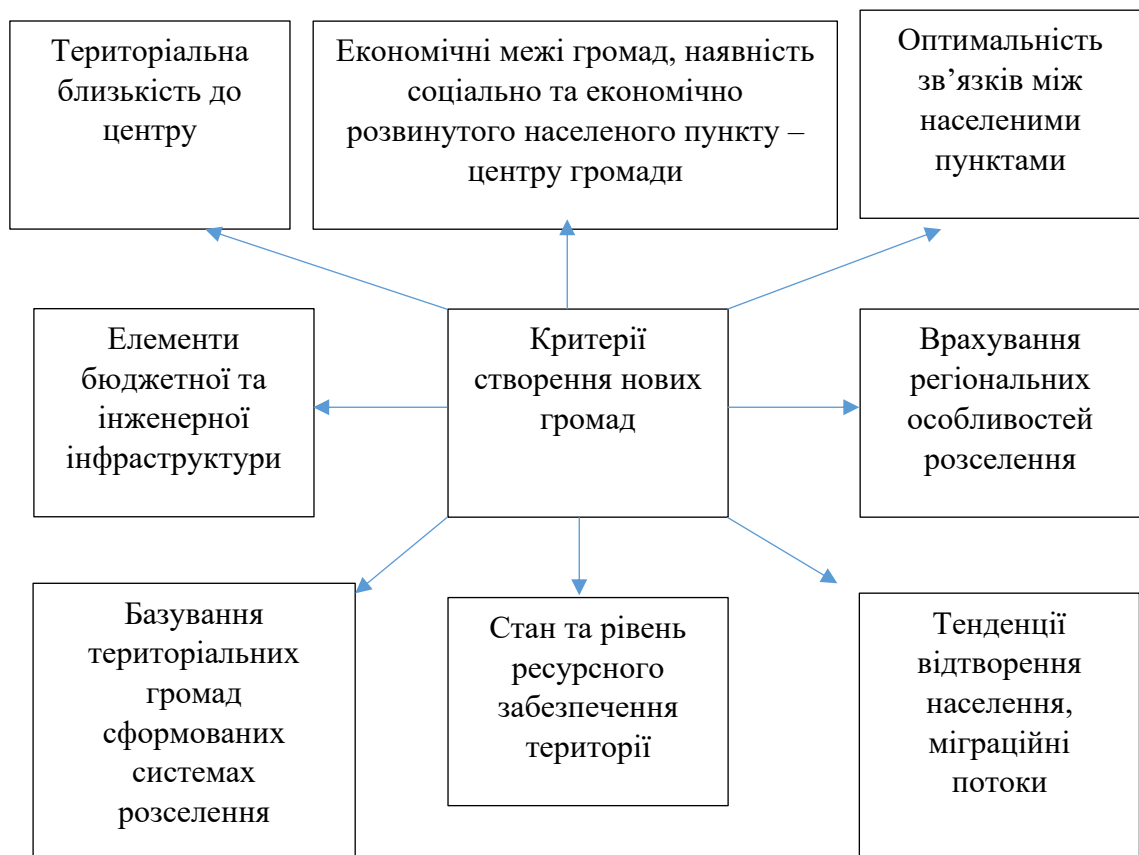 Територіальна
близькість до
центру
Економічні межі громад, наявність
соціально та економічно
розвинутого населеного пункту –
центру громади
Оптимальність
зв’язків між
населеними
пунктами
Елементи
бюджетної та
інженерної
інфраструктури
Критерії
створення нових
громад
Врахування
регіональних
особливостей
розселення
Базування
територіальних
громад
сформованих
системах
розселення
Стан та рівень
ресурсного
забезпечення
території
Тенденції
відтворення
населення,
міграційні
потоки